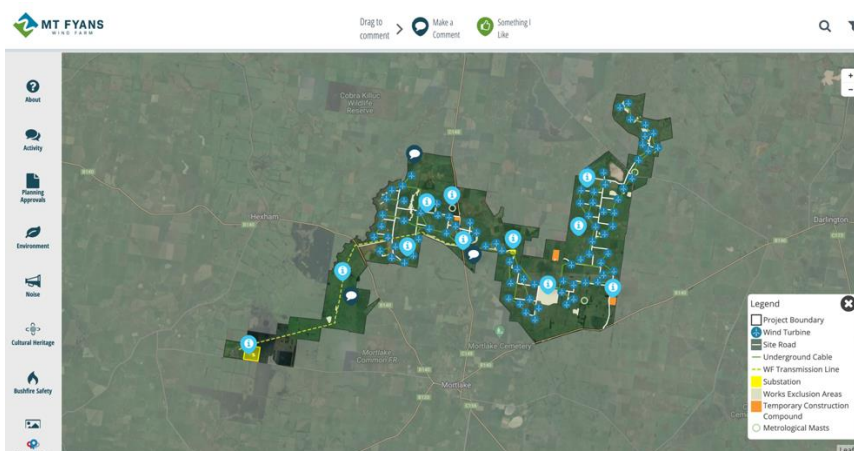 MT FYANS
WIND FARM
Drag to
comment
Make a
Comment
Something I
Like
About
Activity
Planning
Approvals
Environment
Noise
Cultural Heritage
Bushfire Safety
Cobra Killuc
Wildlife
Reserve
Hexham
Darlington
Mortlake
Common FR
Mortlake Cemetery
Mortlake
Legend
Project Boundary
Wind Turbine
Site Road
Underground Cable
WF Transmission Line
Substation
Works Exclusion Areas
Temporary Construction
Compound
Metrological Masts